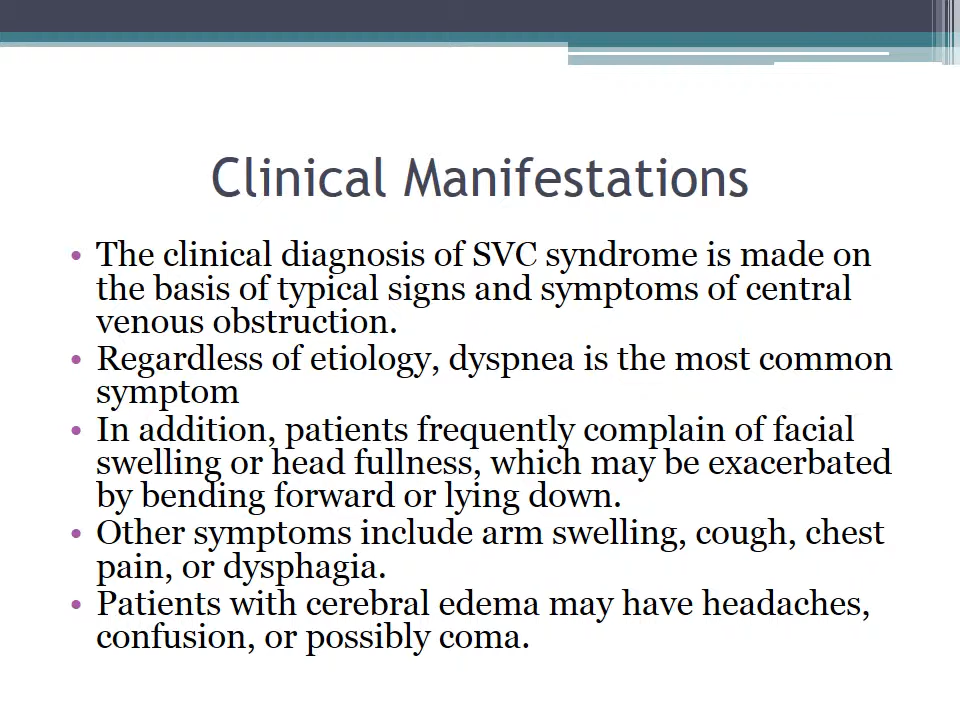 Clinical Manifestations
• The clinical diagnosis of SVC syndrome is made on
the basis of typical signs and symptoms of central
venous obstruction.
• Regardless of etiology, dyspnea is the most common
symptom
• In addition, patients frequently complain of facial
swelling or head fullness, which may be exacerbated
by bending forward or lying down.
• Other symptoms include arm swelling, cough, chest
pain, or dysphagia.
• Patients with cerebral edema may have headaches,
confusion, or possibly coma.